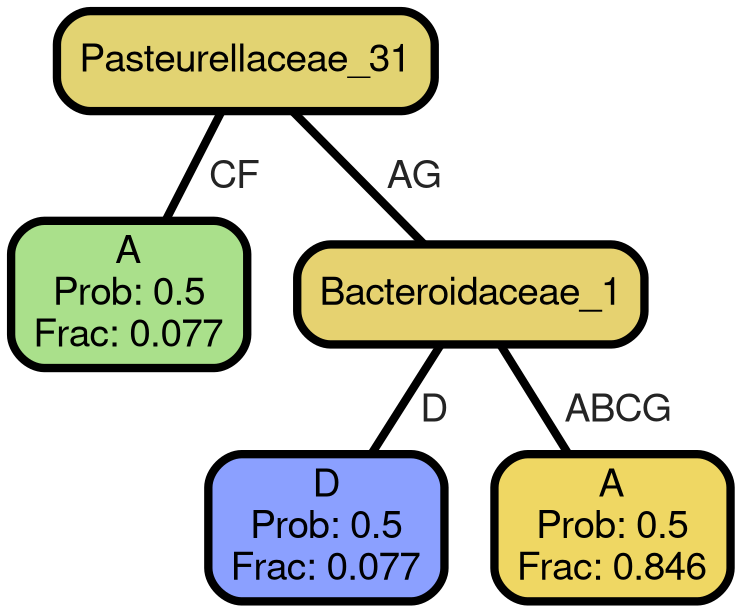 Pasteurellaceae_31
CF
AG
A
Prob: 0.5
Frac: 0.077
Bacteroidaceae_1
D
ABCG
D
Prob: 0.5
Frac: 0.077
A
Prob: 0.5
Frac: 0.846